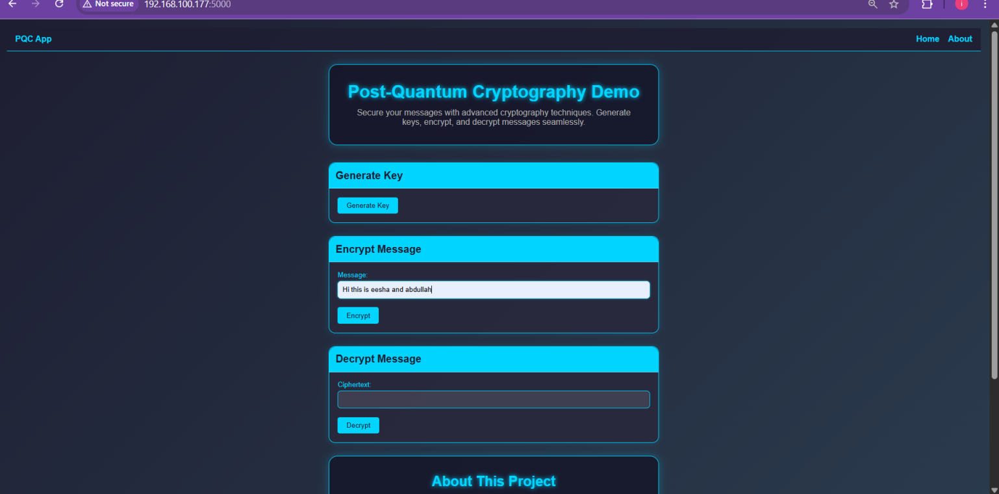 Not secure 192.168.100.177:5000
i
PQC App
Home About
Post-Quantum Cryptography Demo
Secure your messages with advanced cryptography techniques. Generate
keys, encrypt, and decrypt messages seamlessly.
Generate Key
Generate Key
Encrypt Message
Message:
Hi this is eesha and abdullah
Encrypt
Decrypt Message
Ciphertext:
Decrypt
About This Project